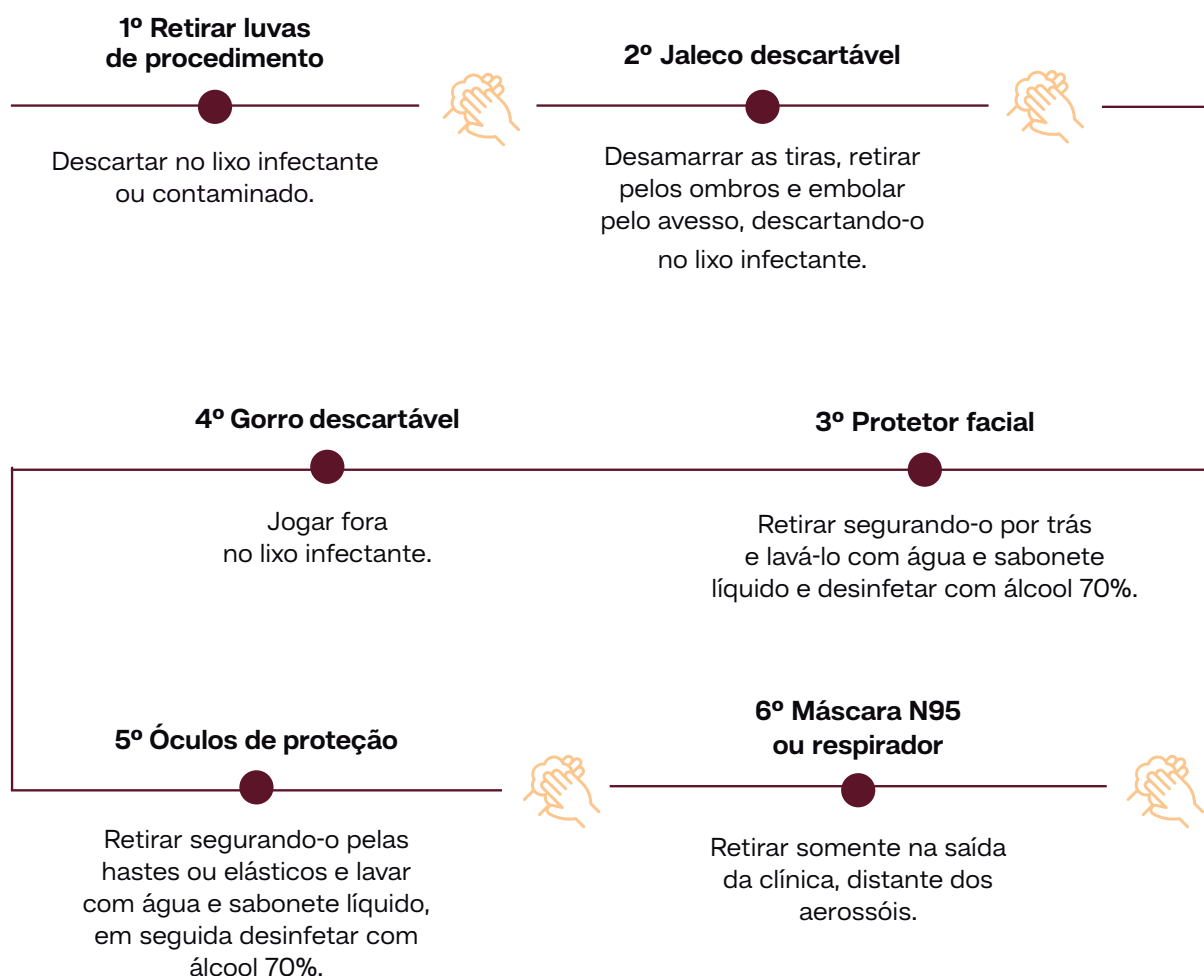 1º Retirar luvas
de procedimento
Descartar no lixo infectante
ou contaminado.
2º Jaleco descartável
Desamarrar as tiras, retirar
pelos ombros e embolar
pelo avesso, descartando-o
no lixo infectante.
3º Protetor facial
Retirar segurando-o por trás
e lavá-lo com água e sabonete
líquido e desinfetar com álcool 70%.
4º Gorro descartável
Jogar fora
no lixo infectante.
5º Óculos de proteção
Retirar segurando-o pelas
hastes ou elásticos e lavar
com água e sabonete líquido,
em seguida desinfetar com
álcool 70%.
6º Máscara N95
ou respirador
Retirar somente na saída
da clínica, distante dos
aerossóis.